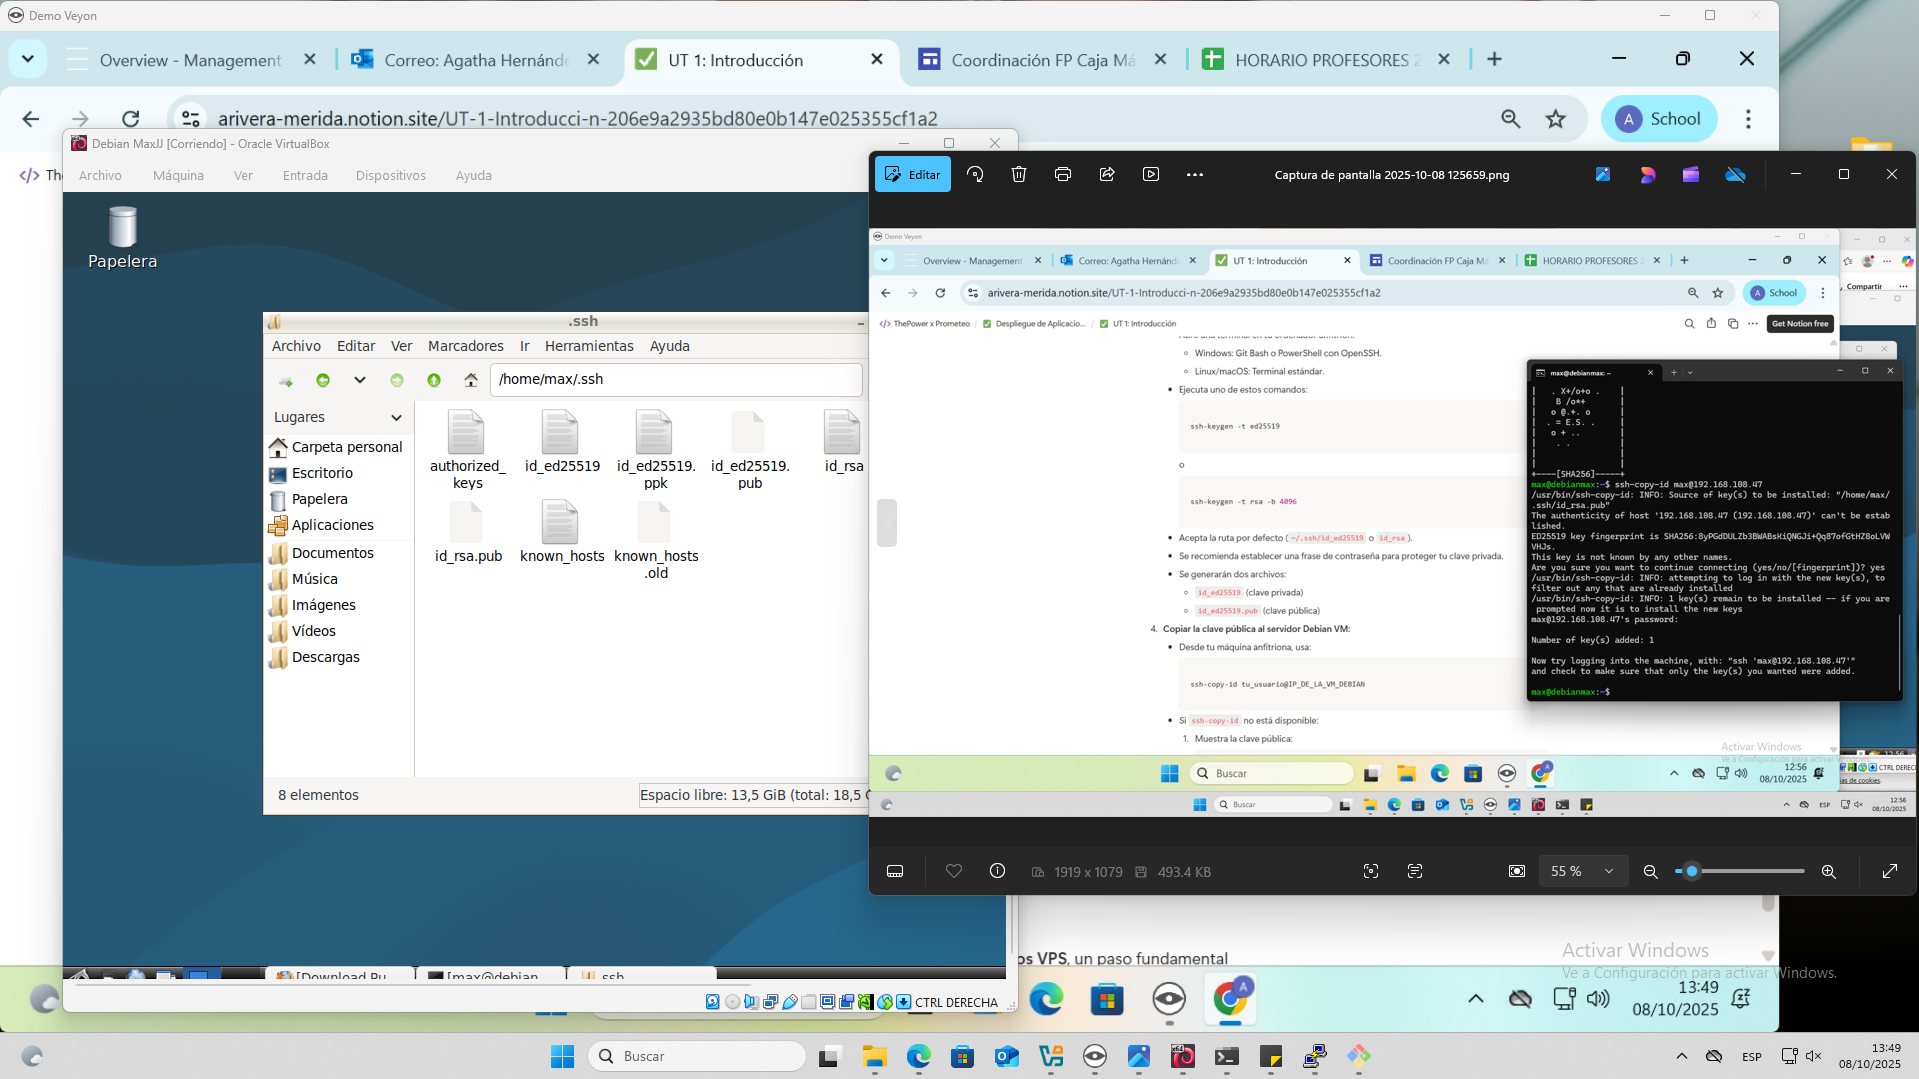 Demo Veyon
Overview - Management
Correo: Agatha Hernánde
UT 1: Introducción
Coordinación FP Caja Má
HORARIO PROFESORES 2
arivera-merida.notion.site/UT-1-Introducci-n-206e9a2935bd80e0b147e025355cf1a2
A School
Debian MaxJJ [Corriendo] - Oracle VirtualBox
Archivo Máquina Ver Entrada Dispositivos Ayuda
Papelera
.ssh
Archivo Editar Ver Marcadores Ir Herramientas Ayuda
/home/max/.ssh
Lugares
Carpeta personal
Escritorio
Papelera
Aplicaciones
Documentos
Música
Imágenes
Vídeos
Descargas
authorized_
keys
id_ed25519
id_ed25519.
ppk
id_ed25519.
pub
id_rsa
id_rsa.pub
known_hosts
known_hosts
.old
8 elementos
Espacio libre: 13,5 GiB (total: 18,5
[Download Pu
[max@debian
.ssh
CTRL DERECHA
Editar
Captura de pantalla 2025-10-08 125659.png
Demo Veyon
Overview - Management
Correo: Agatha Hernánde
UT 1: Introducción
Coordinación FP Caja Má
HORARIO PROFESORES 2
arivera-merida.notion.site/UT-1-Introducci-n-206e9a2935bd80e0b147e025355cf1a2
A School
Compartir
ThePower x Prometeo / Despliegue de Aplicacio... / UT 1: Introducción
Get Notion free
Windows: Git Bash o PowerShell con OpenSSH.
Linux/macOS: Terminal estándar.
Ejecuta uno de estos comandos:
ssh-keygen -t ed25519
o
ssh-keygen -t rsa -b 4096
Acepta la ruta por defecto ( ~/.ssh/id_ed25519 o id_rsa ).
Se recomienda establecer una frase de contraseña para proteger tu clave privada.
Se generarán dos archivos:
id_ed25519 (clave privada)
id_ed25519.pub (clave pública)
4. Copiar la clave pública al servidor Debian VM:
Desde tu máquina anfitriona, usa:
ssh-copy-id tu_usuario@IP_DE_LA_VM_DEBIAN
Si ssh-copy-id no está disponible:
1. Muestra la clave pública:
max@debianmax: ~
| . X+/o+o . |
| B /o*+ |
| o @.+. o |
| . = E.S. . |
| o + .. |
| . . |
| |
| |
+----[SHA256]-----+
max@debianmax:~$ ssh-copy-id max@192.168.108.47
/usr/bin/ssh-copy-id: INFO: Source of key(s) to be installed: "/home/max/
.ssh/id_rsa.pub"
The authenticity of host '192.168.108.47 (192.168.108.47)' can't be estab
lished.
ED25519 key fingerprint is SHA256:8yPGdDULZb3BWABsKiQNGJi+Qq87ofGtHZ8oLVW
VHJs.
This key is not known by any other names.
Are you sure you want to continue connecting (yes/no/[fingerprint])? yes
/usr/bin/ssh-copy-id: INFO: attempting to log in with the new key(s), to
filter out any that are already installed
/usr/bin/ssh-copy-id: INFO: 1 key(s) remain to be installed -- if you are
prompted now it is to install the new keys
max@192.168.108.47's password:
Number of key(s) added: 1
Now try logging into the machine, with: "ssh 'max@192.168.108.47'"
and check to make sure that only the key(s) you wanted were added.
max@debianmax:~$
Activar Windows
Buscar
12:56
08/10/2025
CTRL DEREC
Buscar
ESP
12:56
08/10/2025
1919 x 1079
493.4 KB
55 %
os VPS, un paso fundamental
Activar Windows
Ve a Configuración para activar Windows.
13:49
08/10/2025
Buscar
ESP
13:49
08/10/2025